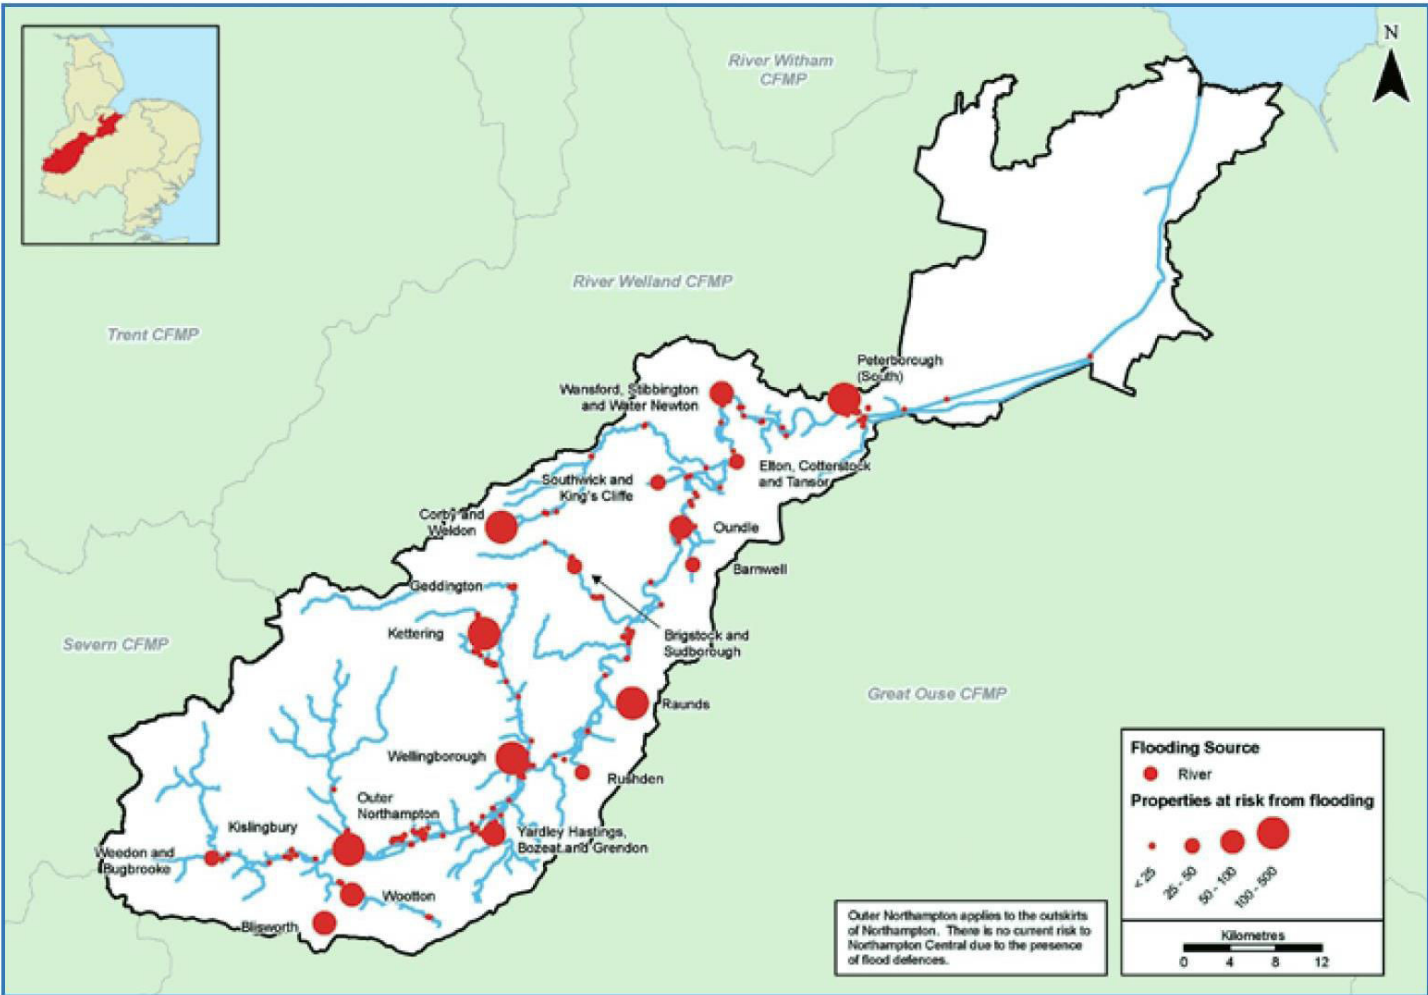 N
River Witham
CFMP
River Welland CFMP
Trent CFMP
Peterborough
(South)
Wansford, Stibbington
and Water Newton
Elton, Cotterstock
and Tansor
Southwick and
King's Cliffe
Corby and
Weldon
Oundle
Barnwell
Geddington
Kettering
Brigstock and
Sudborough
Severn CFMP
Great Ouse CFMP
Raunds
Wellingborough
Rushden
Outer
Northampton
Kislingbury
Yardley Hastings,
Bozeat and Grendon
Weedon and
Bugbrooke
Wootton
Blisworth
Flooding Source
River
Properties at risk from flooding
< 25
25 - 50
50 - 100
100 - 500
Outer Northampton applies to the outskirts
of Northampton. There is no current risk to
Northampton Central due to the presence
of flood defences.
Kilometres
0 4 8 12